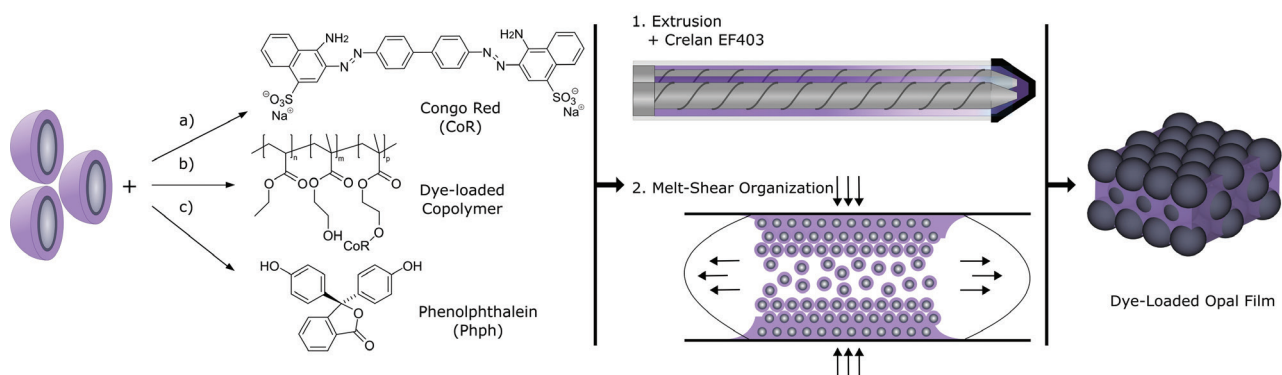 +
a)
b)
c)
NH2
N
N
N
N
NH2
S
SO3
Na
SO3
Na
Congo Red
(CoR)
n
m
p
O
O
O
O
O
O
OH
O
CoR
Dye-loaded
Copolymer
HO
OH
O
O
Phenolphthalein
(Phph)
1. Extrusion
+ Crelan EF403
2. Melt-Shear Organization
Dye-Loaded Opal Film